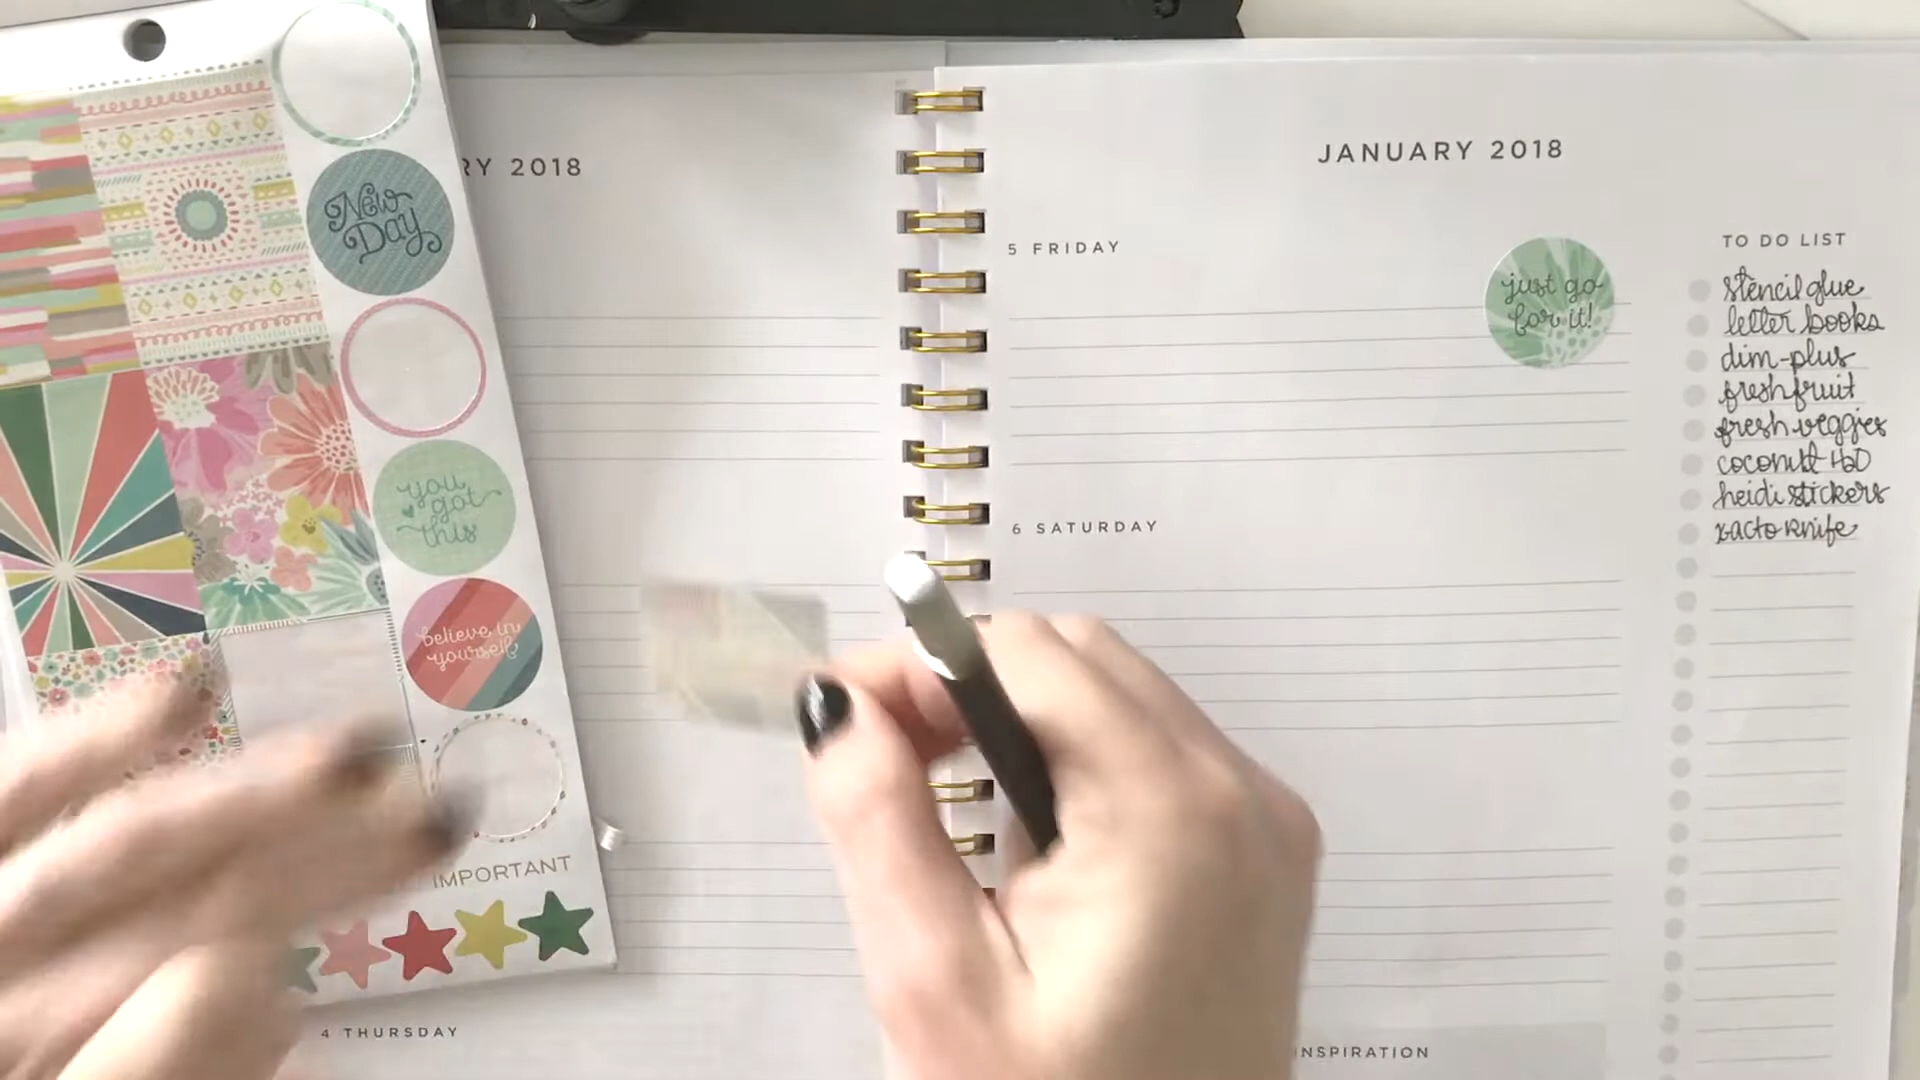 New
Day
you
got
this
believe in
yourself
IMPORTANT
RY 2018
4 THURSDAY
JANUARY 2018
5 FRIDAY
just go
for it!
6 SATURDAY
INSPIRATION
TO DO LIST
stencil glue
letter books
dim-plus
fresh fruit
fresh veggies
coconut H2O
heidi stickers
xacto knife